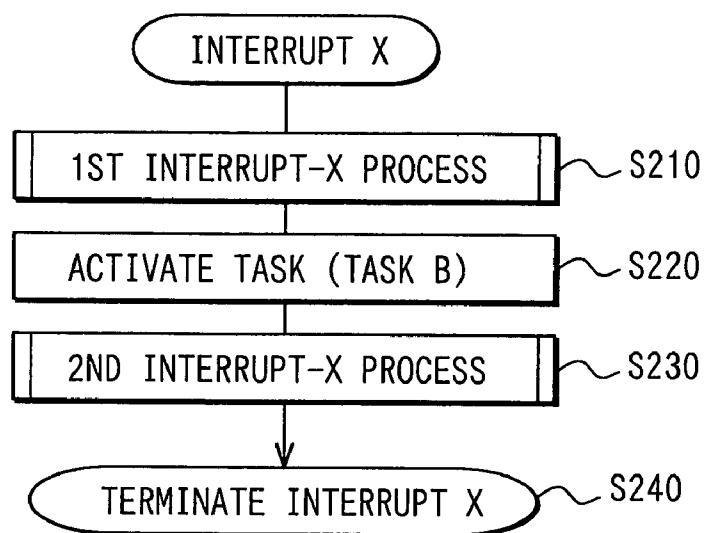 INTERRUPT X
1ST INTERRUPT-X PROCESS S210
ACTIVATE TASK (TASK B) S220
2ND INTERRUPT-X PROCESS S230
TERMINATE INTERRUPT X S240